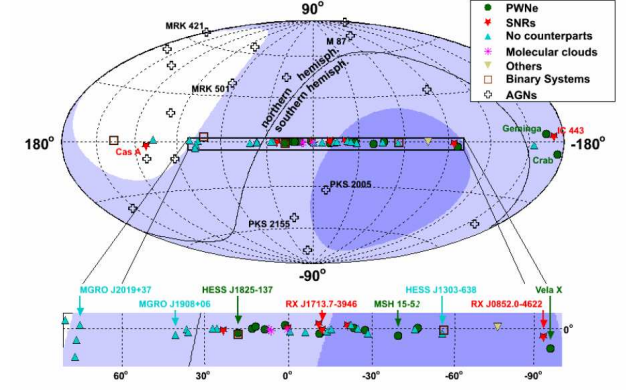 90°
PWNe
SNRs
No counterparts
Molecular clouds
Others
Binary Systems
AGNs
MRK 421
M 87
MRK 501
northern hemisph.
southern hemisph.
180°
-180°
Cas A
Geminga
IC 443
Crab
PKS 2005
PKS 2155
-90°
MGRO J2019+37
HESS J1825-137
HESS J1303-638
Vela X
MGRO J1908+06
RX J1713.7-3946
MSH 15-52
RX J0852.0-4622
0°
60°
30°
0°
-30°
-60°
-90°